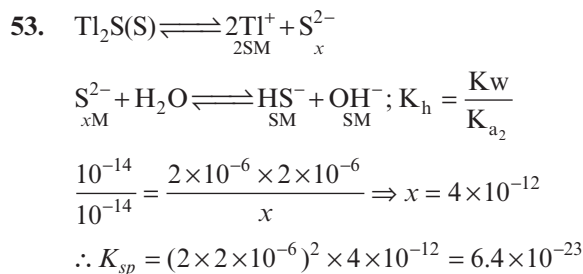 53. Tl₂S(S) ⇌ 2Tl⁺ + S²⁻
2SM x
S²⁻ + H₂O ⇌ HS⁻ + OH⁻; K_h = Kw/K_a₂
xM SM SM
10⁻¹⁴/10⁻¹⁴ = (2×10⁻⁶ × 2×10⁻⁶)/x ⇒ x = 4×10⁻¹²
∴ K_sp = (2×2×10⁻⁶)² × 4×10⁻¹² = 6.4×10⁻²³